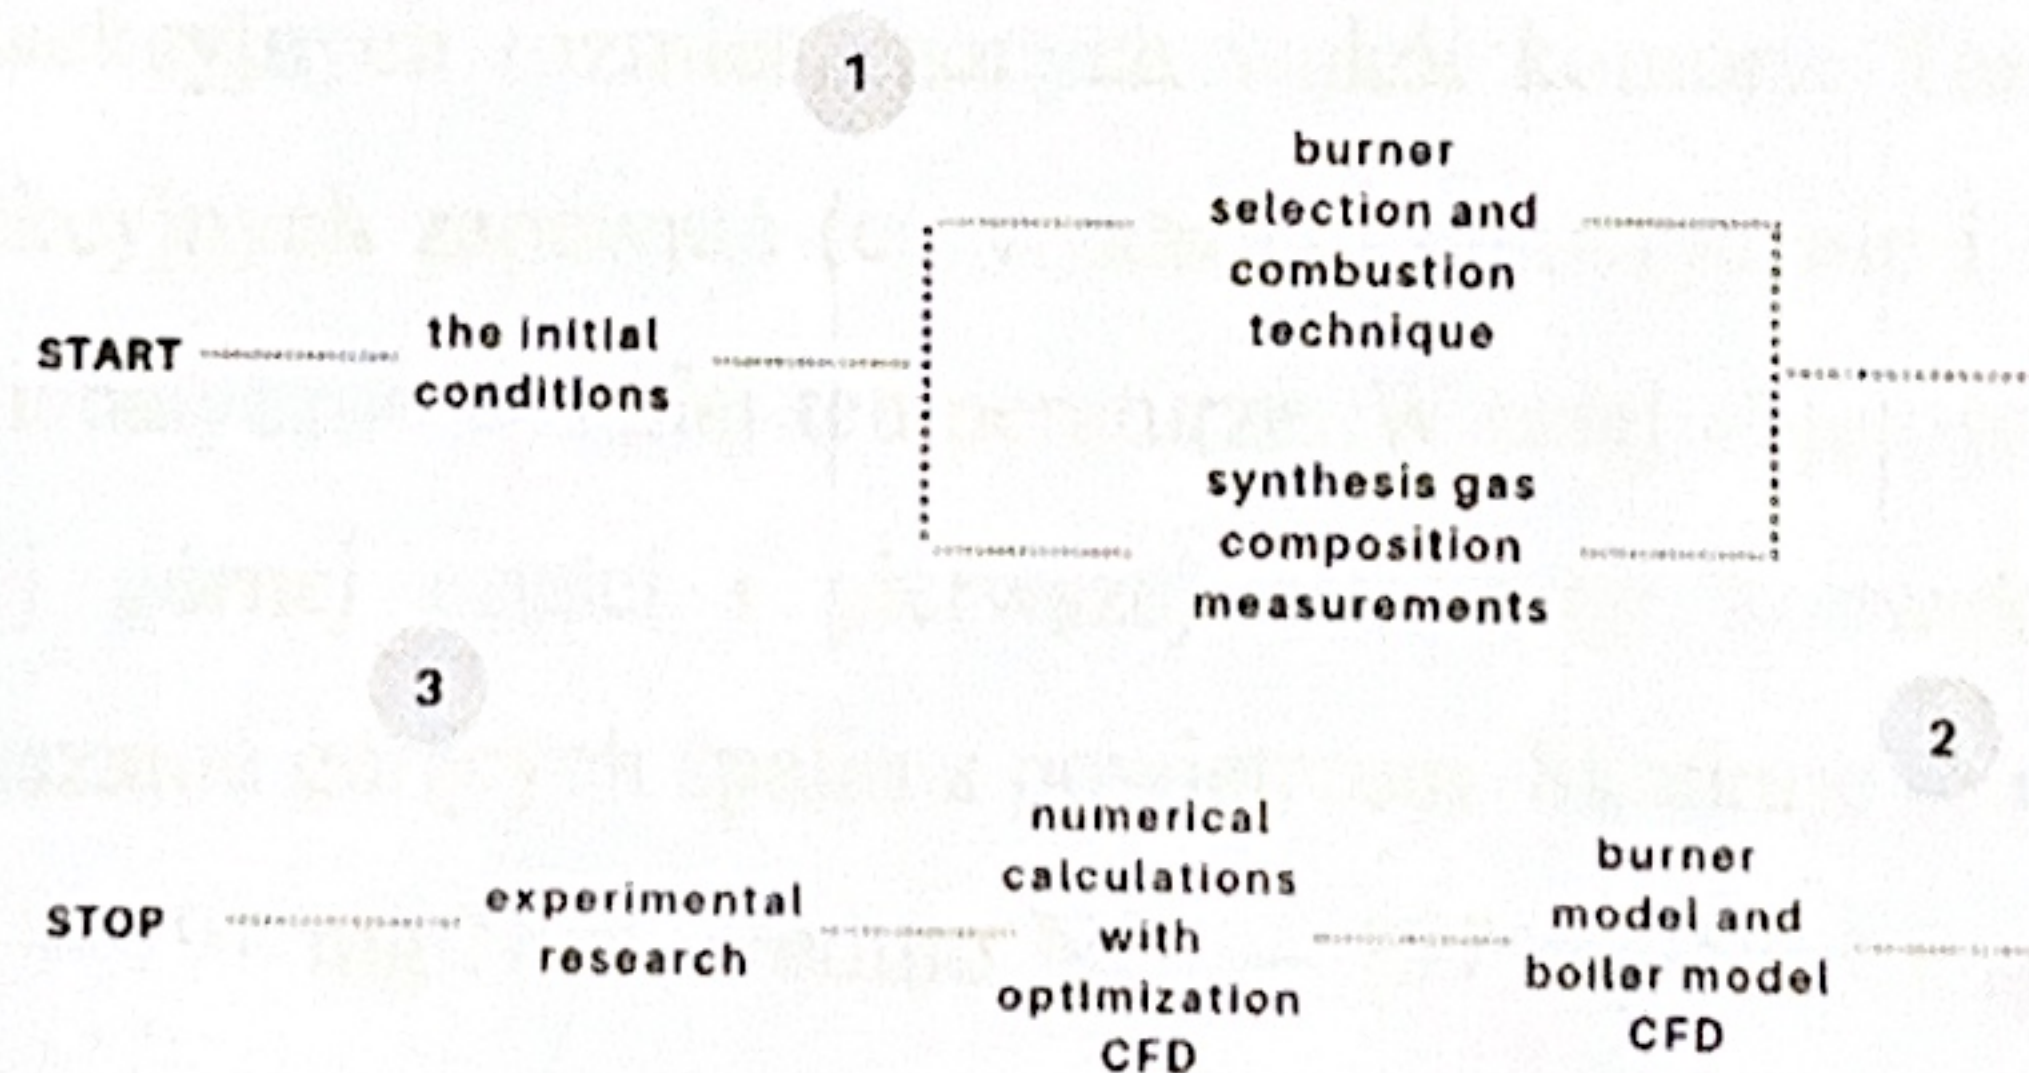 1
burner
selection and
combustion
technique
START
the initial
conditions
synthesis gas
composition
measurements
3
2
numerical
calculations
with
optimization
CFD
burner
model and
boiler model
CFD
experimental
research
STOP